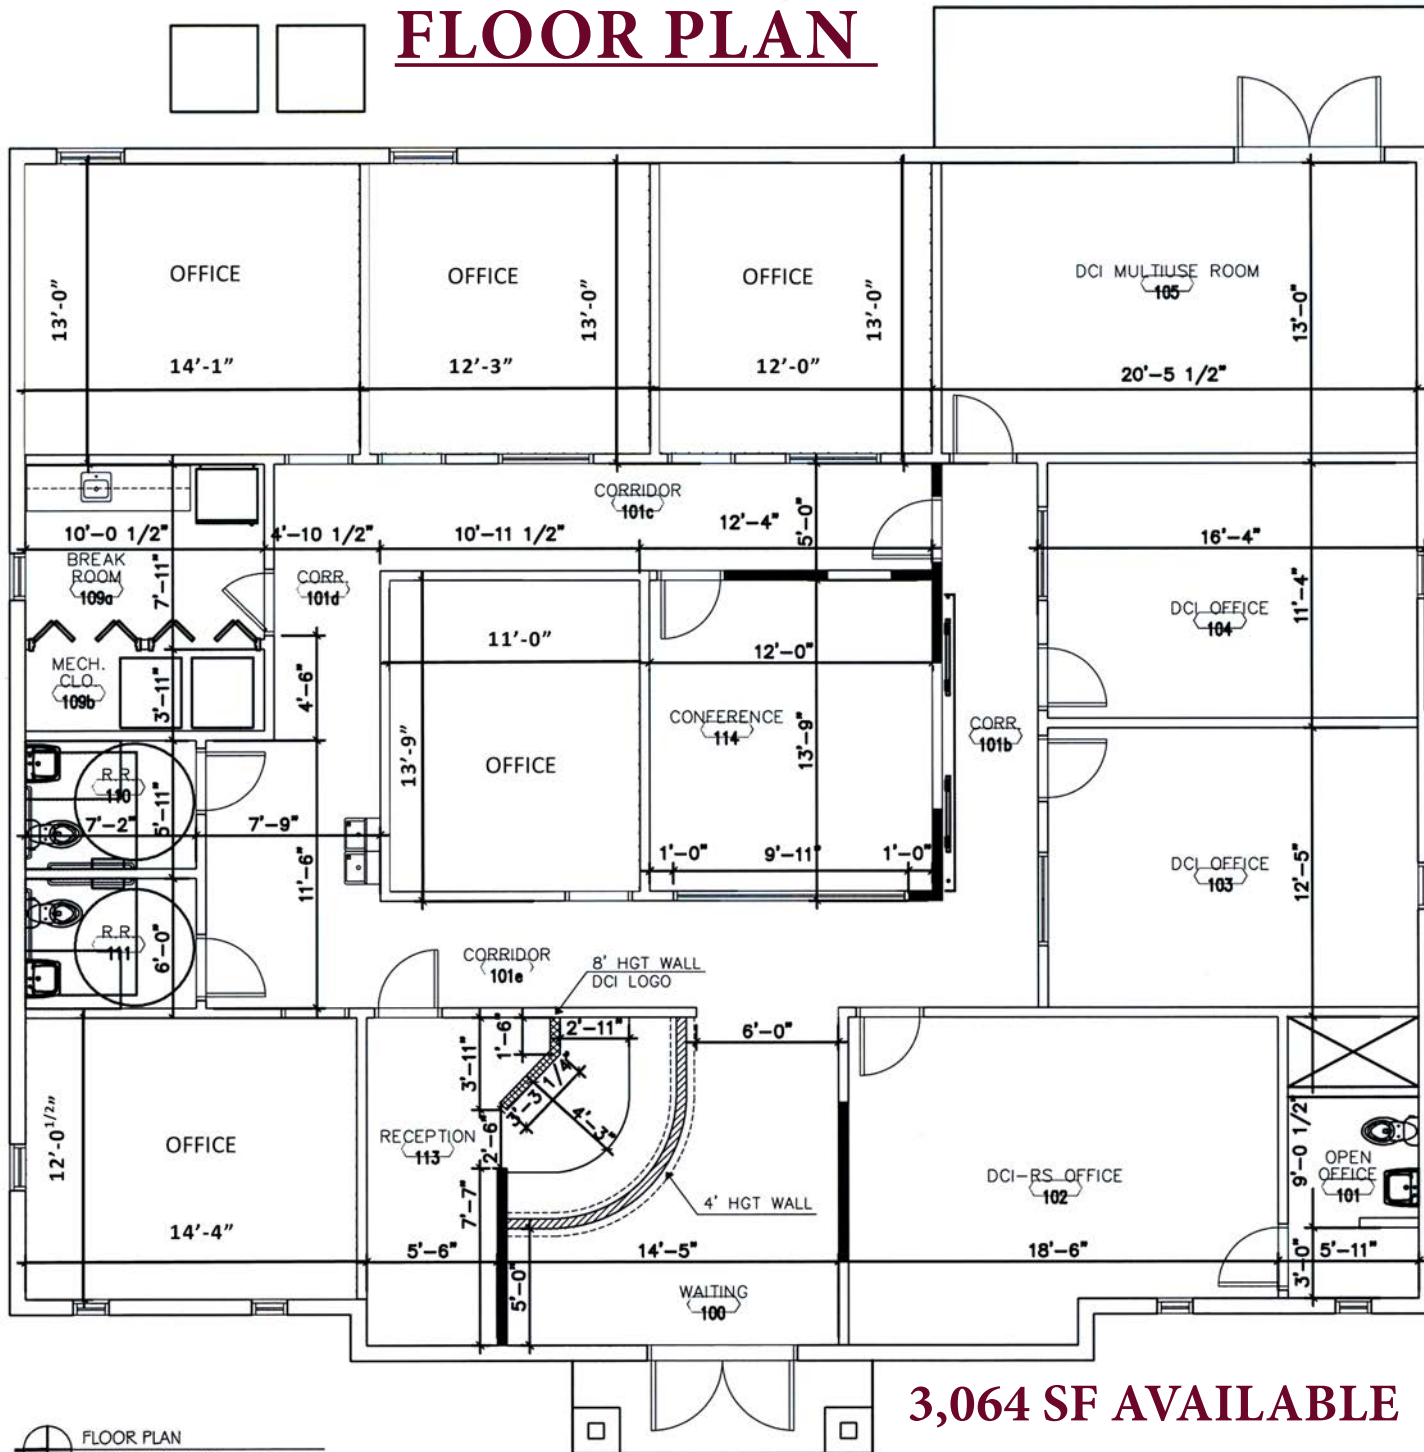 FLOOR PLAN
OFFICE
13'-0"
14'-1"
OFFICE
13'-0"
12'-3"
OFFICE
13'-0"
12'-0"
DCI MULTIUSE ROOM
105
13'-0"
20'-5 1/2"
CORRIDOR
101c
10'-0 1/2"
4'-10 1/2"
10'-11 1/2"
12'-4"
5'-0"
16'-4"
BREAK
ROOM
109a
7'-11"
CORR.
101d
DCI OFFICE
104
11'-4"
11'-0"
12'-0"
MECH.
CLO.
109b
3'-11"
4'-6"
CONFERENCE
114
13'-9"
CORR.
101b
13'-9"
OFFICE
R.R.
110
5'-11"
7'-2"
7'-9"
11'-6"
1'-0"
9'-11"
1'-0"
DCI OFFICE
103
12'-5"
R.R.
111
6'-0"
CORRIDOR
101e
8' HGT WALL
DCI LOGO
1'-6"
2'-11"
6'-0"
3'-11"
3'-3 1/4"
4'-3"
12'-0 1/2"
OFFICE
14'-4"
RECEPTION
113
2'-6"
7'-7"
4' HGT WALL
DCI-RS OFFICE
102
9'-0 1/2"
OPEN
OFFICE
101
5'-6"
14'-5"
18'-6"
5'-11"
5'-0"
3'-0"
WAITING
100
3,064 SF AVAILABLE
FLOOR PLAN